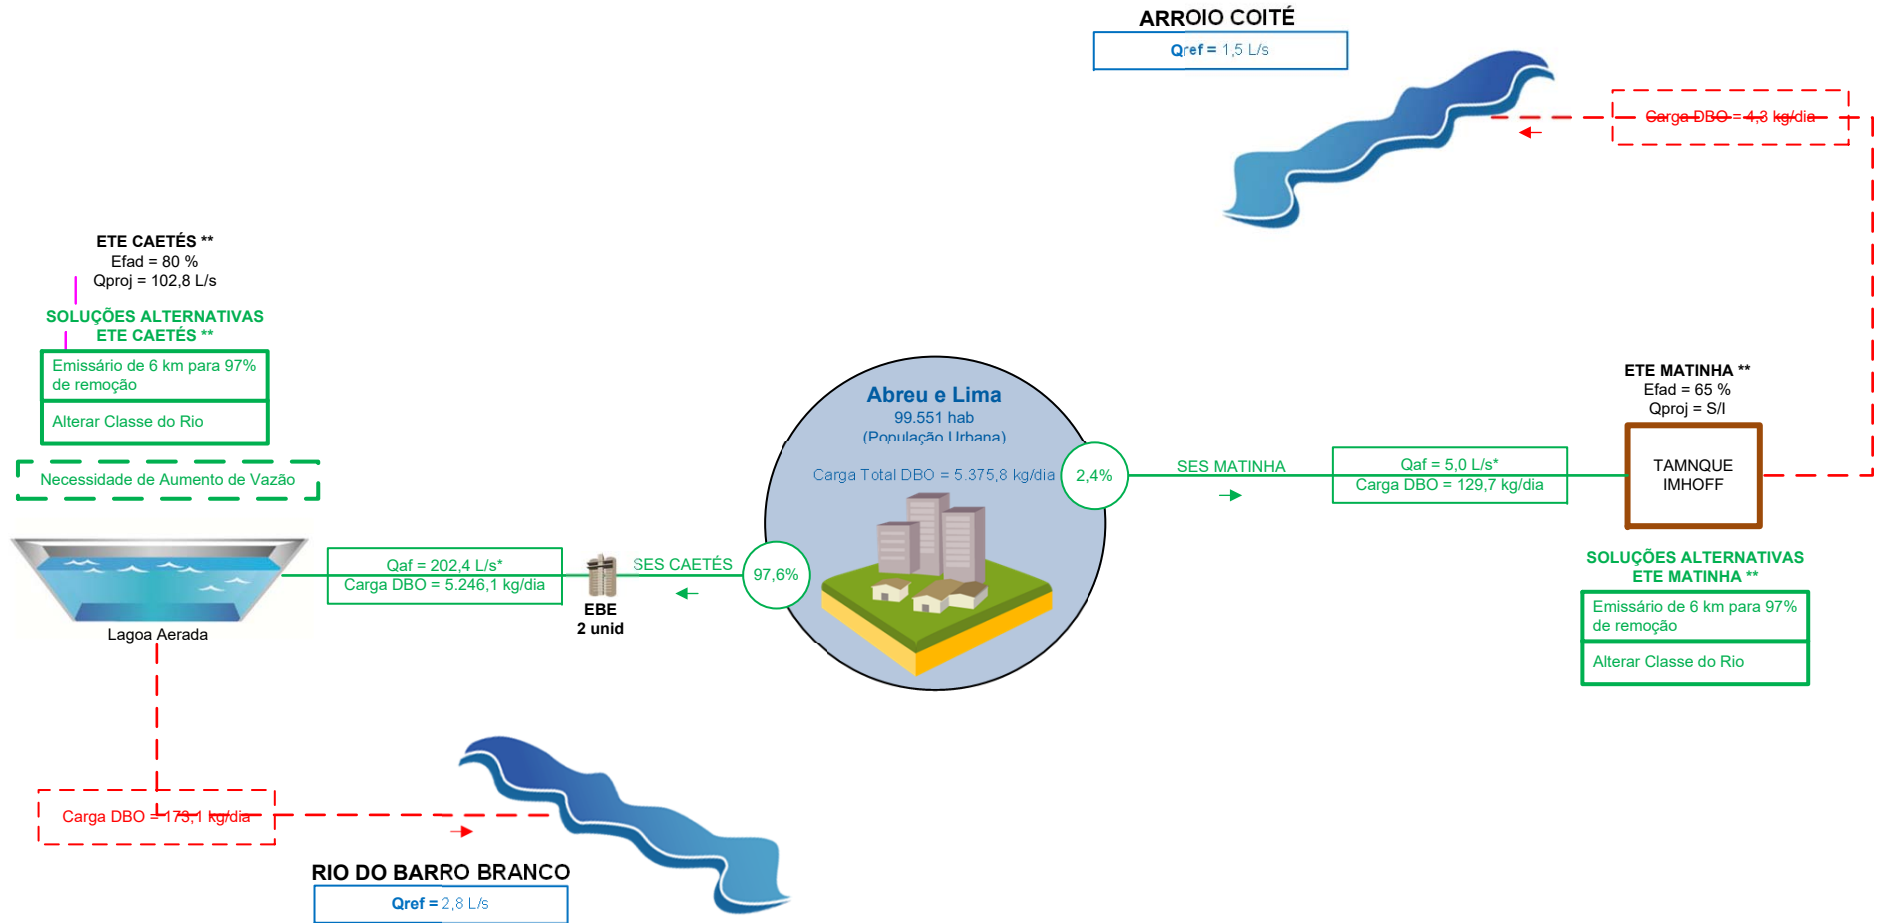 ARROIO COITÉ
Qref = 1,5 L/s
Carga DBO = 4,3 kg/dia
ETE CAETÉS **
Efad = 80 %
Qproj = 102,8 L/s
SOLUÇÕES ALTERNATIVAS
ETE CAETÉS **
Emissário de 6 km para 97%
de remoção
Alterar Classe do Rio
Necessidade de Aumento de Vazão
Lagoa Aerada
Qaf = 202,4 L/s*
Carga DBO = 5.246,1 kg/dia
EBE
2 unid
SES CAETÉS
97,6%
Abreu e Lima
99.551 hab
(População Urbana)
Carga Total DBO = 5.375,8 kg/dia
2,4%
SES MATINHA
Qaf = 5,0 L/s*
Carga DBO = 129,7 kg/dia
ETE MATINHA **
Efad = 65 %
Qproj = S/I
TAMNQUE
IMHOFF
SOLUÇÕES ALTERNATIVAS
ETE MATINHA **
Emissário de 6 km para 97%
de remoção
Alterar Classe do Rio
Carga DBO = 173,1 kg/dia
RIO DO BARRO BRANCO
Qref = 2,8 L/s